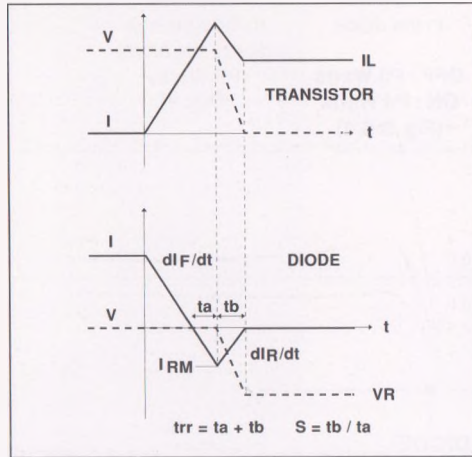 V
IL
TRANSISTOR
I
t
I
dIF/dt
DIODE
ta
tb
V
t
IRM
dIR/dt
VR
trr = ta + tb S = tb / ta